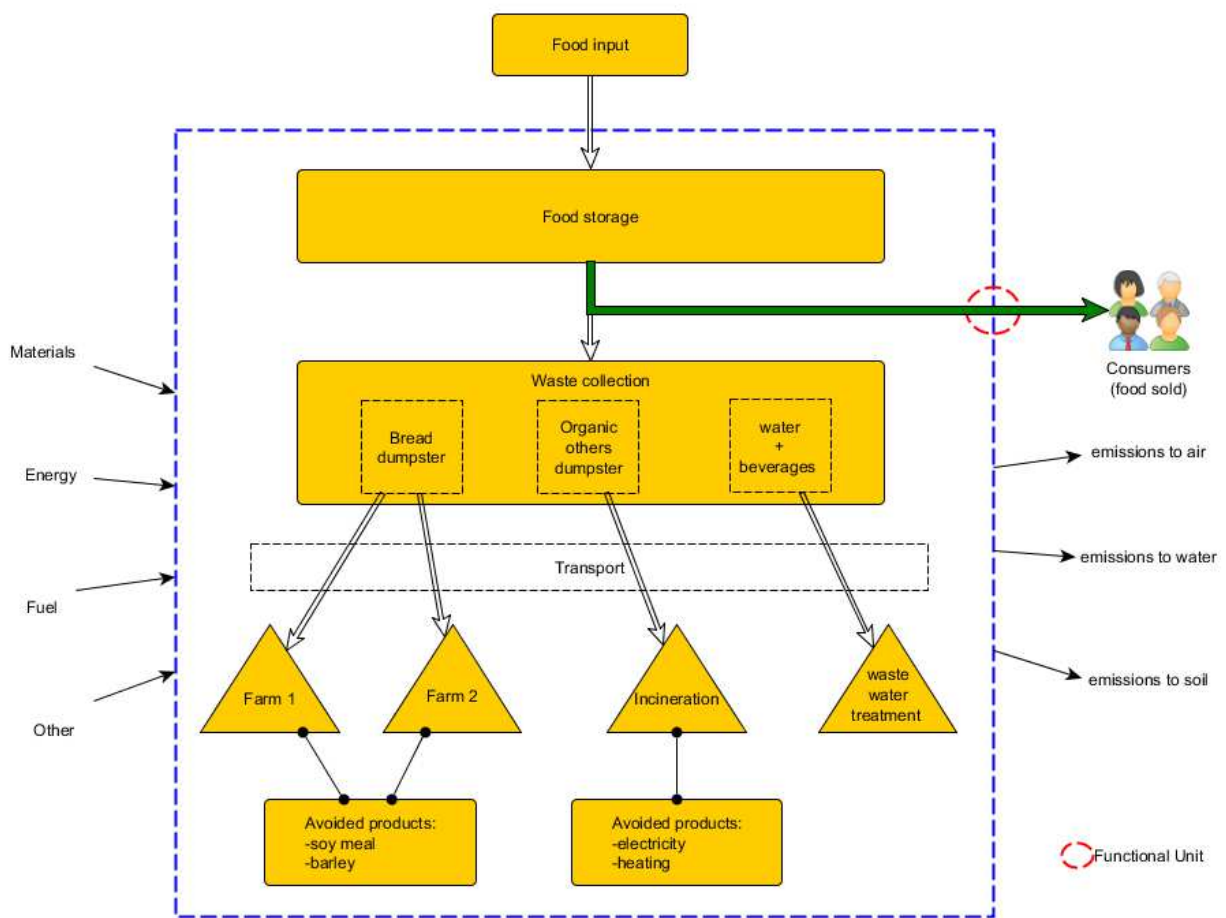 Food input
Food storage
Consumers
(food sold)
Materials
Energy
Fuel
Other
Waste collection
Bread
dumpster
Organic
others
dumpster
water
+
beverages
emissions to air
emissions to water
emissions to soil
Transport
Farm 1
Farm 2
Incineration
waste
water
treatment
Avoided products:
-soy meal
-barley
Avoided products:
-electricity
-heating
Functional Unit